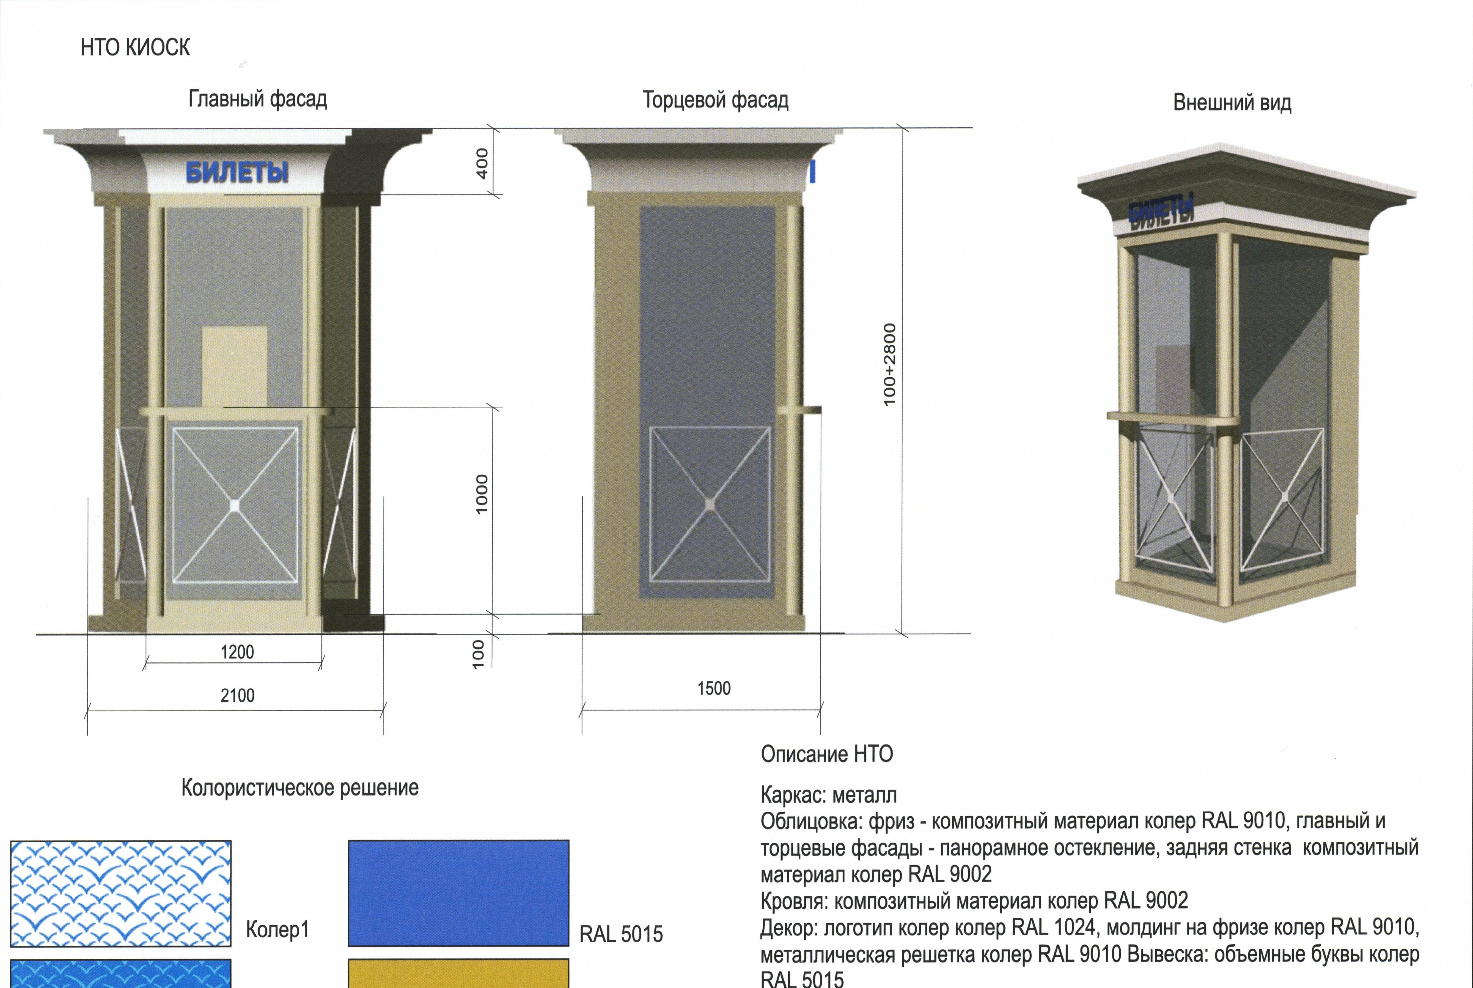 НТО КИОСК
Главный фасад
Торцевой фасад
Внешний вид
БИЛЕТЫ
400
БИЛЕТЫ
100+2800
1000
1200
100
2100
1500
Описание НТО
Колористическое решение
Каркас: металл
Облицовка: фриз - композитный материал колер RAL 9010, главный и
торцевые фасады - панорамное остекление, задняя стенка композитный
материал колер RAL 9002
Кровля: композитный материал колер RAL 9002
Декор: логотип колер колер RAL 1024, молдинг на фризе колер RAL 9010,
металлическая решетка колер RAL 9010 Вывеска: объемные буквы колер
RAL 5015
Колер1
RAL 5015